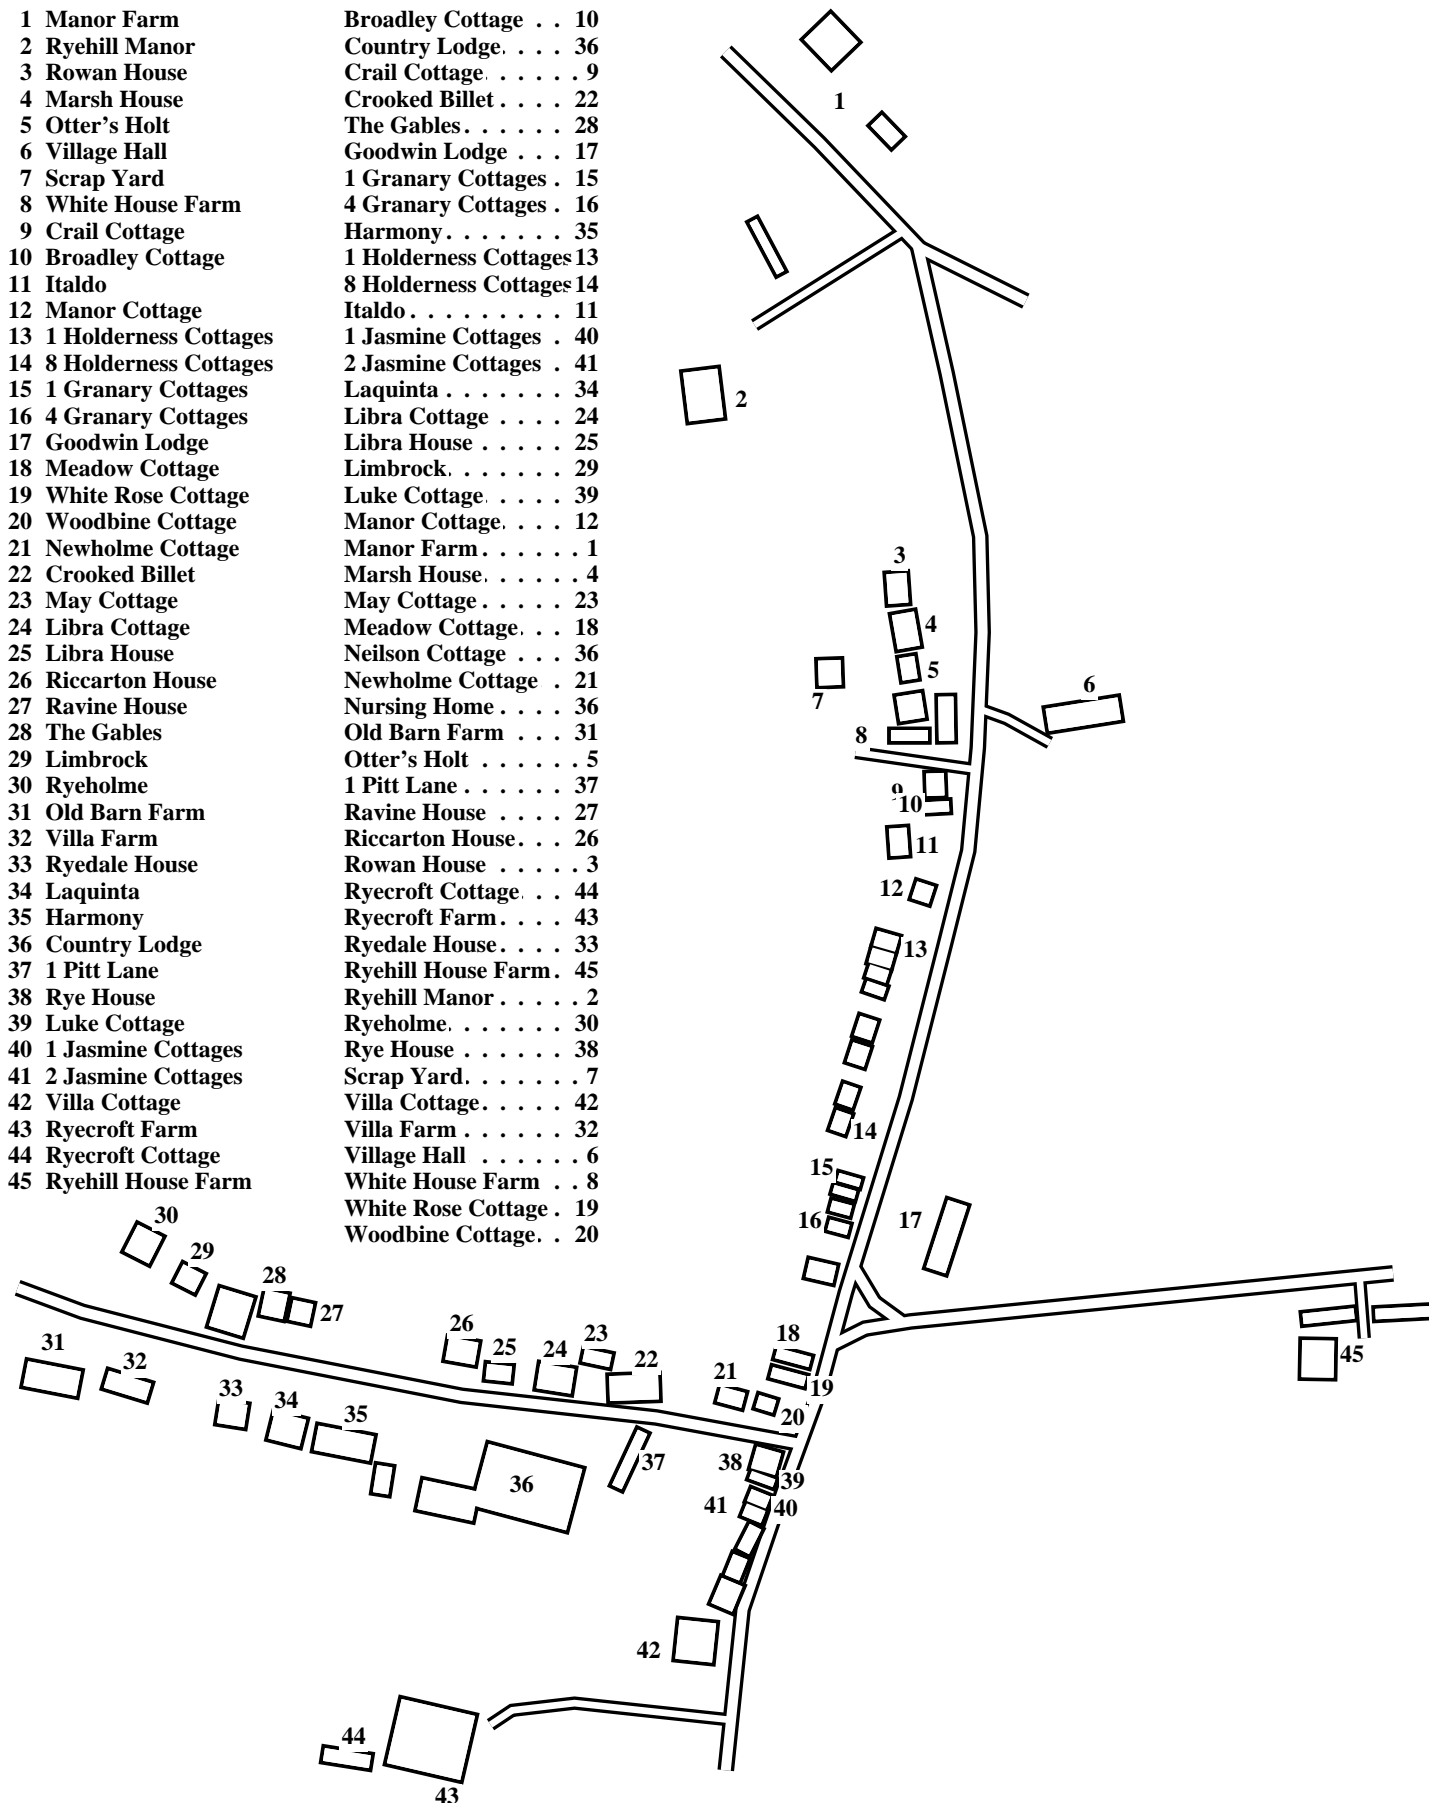 1 Manor Farm
2 Ryehill Manor
3 Rowan House
4 Marsh House
5 Otter's Holt
6 Village Hall
7 Scrap Yard
8 White House Farm
9 Crail Cottage
10 Broadley Cottage
11 Italdo
12 Manor Cottage
13 1 Holderness Cottages
14 8 Holderness Cottages
15 1 Granary Cottages
16 4 Granary Cottages
17 Goodwin Lodge
18 Meadow Cottage
19 White Rose Cottage
20 Woodbine Cottage
21 Newholme Cottage
22 Crooked Billet
23 May Cottage
24 Libra Cottage
25 Libra House
26 Riccarton House
27 Ravine House
28 The Gables
29 Limbrock
30 Ryeholme
31 Old Barn Farm
32 Villa Farm
33 Ryedale House
34 Laquinta
35 Harmony
36 Country Lodge
37 1 Pitt Lane
38 Rye House
39 Luke Cottage
40 1 Jasmine Cottages
41 2 Jasmine Cottages
42 Villa Cottage
43 Ryecroft Farm
44 Ryecroft Cottage
45 Ryehill House Farm
Broadley Cottage . . 10
Country Lodge. . . . 36
Crail Cottage. . . . . . 9
Crooked Billet . . . . 22
The Gables. . . . . . 28
Goodwin Lodge . . . 17
1 Granary Cottages . 15
4 Granary Cottages . 16
Harmony. . . . . . . 35
1 Holderness Cottages 13
8 Holderness Cottages 14
Italdo . . . . . . . . . 11
1 Jasmine Cottages . 40
2 Jasmine Cottages . 41
Laquinta . . . . . . . 34
Libra Cottage . . . . 24
Libra House . . . . . 25
Limbrock. . . . . . . 29
Luke Cottage. . . . . 39
Manor Cottage. . . . 12
Manor Farm. . . . . . 1
Marsh House. . . . . . 4
May Cottage . . . . . 23
Meadow Cottage. . . 18
Neilson Cottage . . . 36
Newholme Cottage . 21
Nursing Home . . . . 36
Old Barn Farm . . . 31
Otter's Holt . . . . . . 5
1 Pitt Lane . . . . . . 37
Ravine House . . . . 27
Riccarton House. . . 26
Rowan House . . . . . 3
Ryecroft Cottage. . . 44
Ryecroft Farm. . . . 43
Ryedale House. . . . 33
Ryehill House Farm. 45
Ryehill Manor . . . . . 2
Ryeholme. . . . . . . 30
Rye House . . . . . . 38
Scrap Yard. . . . . . . 7
Villa Cottage. . . . . 42
Villa Farm . . . . . . 32
Village Hall . . . . . . 6
White House Farm . . 8
White Rose Cottage . 19
Woodbine Cottage. . 20
1
2
3
4
5
6
7
8
9
10
11
12
13
14
15
16
17
30
29
28
27
26
25
24
23
22
21
18
19
20
31
32
33
34
35
36
37
38
39
40
41
45
42
44
43